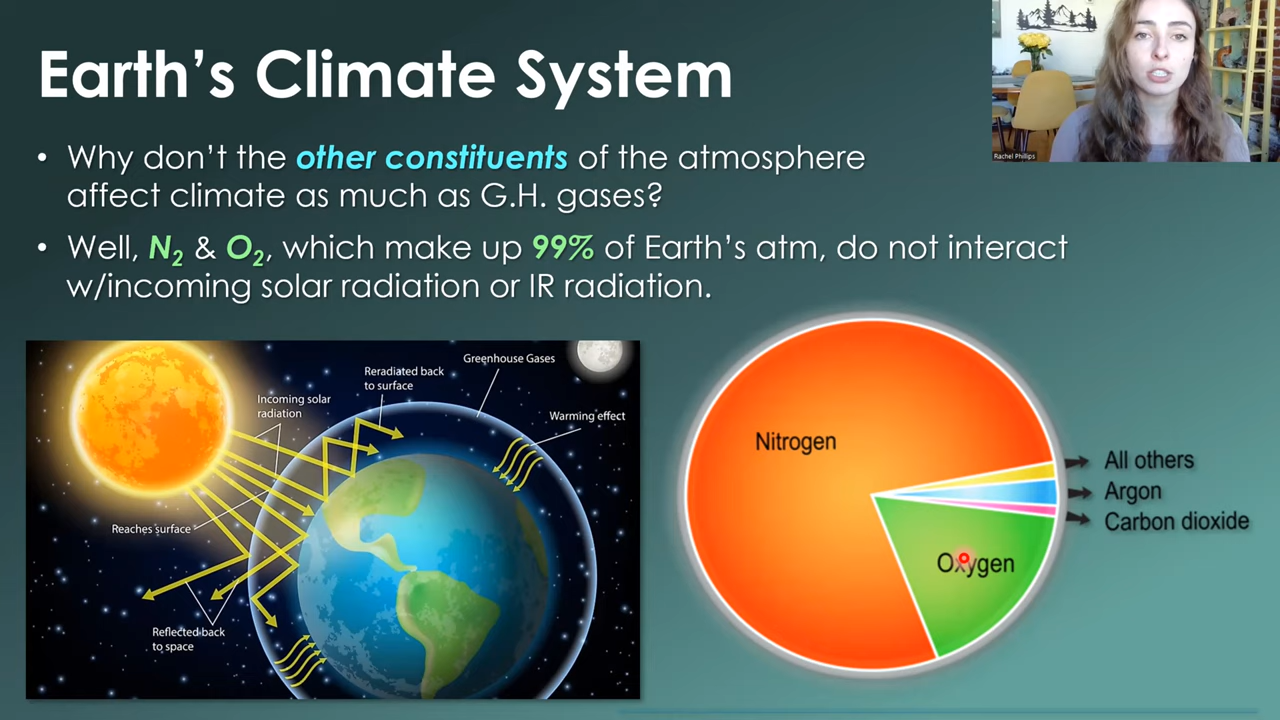 Earth's Climate System
• Why don't the other constituents of the atmosphere
affect climate as much as G.H. gases?
• Well, N₂ & O₂, which make up 99% of Earth's atm, do not interact
w/incoming solar radiation or IR radiation.
Rachel Phillips
Greenhouse Gases
Reradiated back
to surface
Incoming solar
radiation
Warming effect
Reaches surface
Reflected back
to space
Nitrogen
All others
Argon
Carbon dioxide
Oxygen